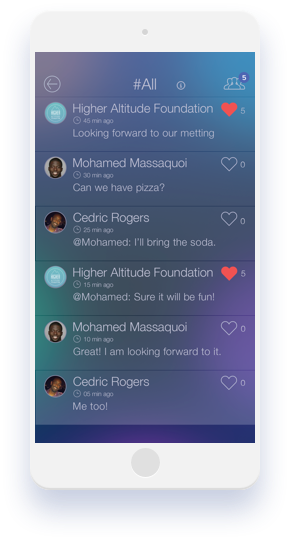 #All
5
Higher Altitude Foundation
5
45 min ago
Looking forward to our metting
Mohamed Massaquoi
0
30 min ago
Can we have pizza?
Cedric Rogers
0
25 min ago
@Mohamed: I'll bring the soda.
Higher Altitude Foundation
5
15 min ago
@Mohamed: Sure it will be fun!
Mohamed Massaquoi
0
10 min ago
Great! I am looking forward to it.
Cedric Rogers
0
05 min ago
Me too!